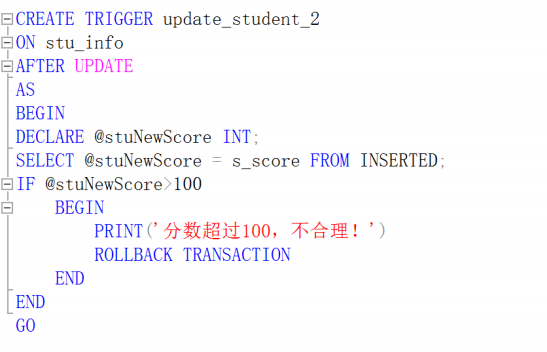 CREATE TRIGGER update_student_2
ON stu_info
AFTER UPDATE
AS
BEGIN
DECLARE @stuNewScore INT;
SELECT @stuNewScore = s_score FROM INSERTED;
IF @stuNewScore>100
    BEGIN
        PRINT('分数超过100，不合理！')
        ROLLBACK TRANSACTION
    END
END
GO